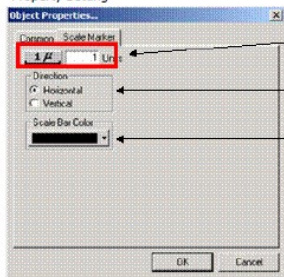 Object Properties...
Common Scale Marker
1 μ 1 Units
Direction
Horizontal
Vertical
Scale Bar Color
OK Cancel